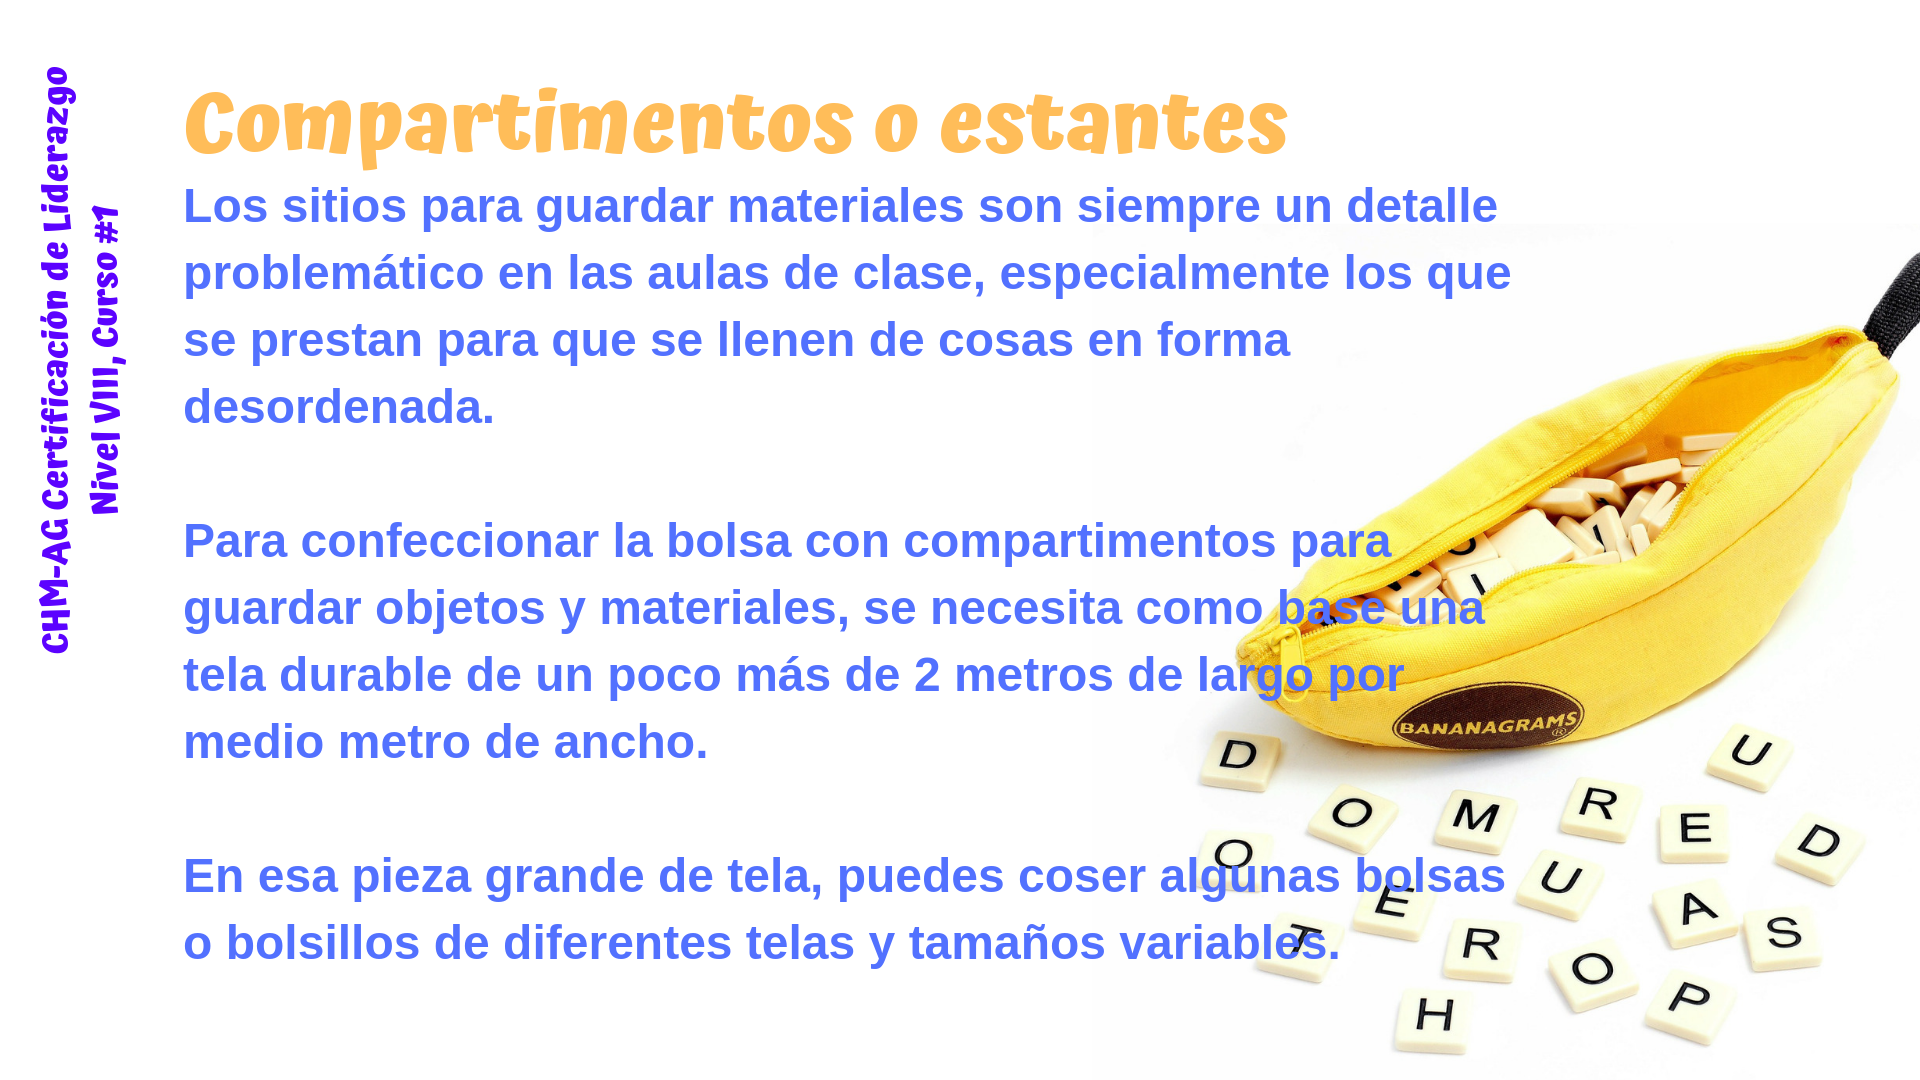 CHM-AG Certificación de Liderazgo
Nivel VIII, Curso #1
Compartimentos o estantes
Los sitios para guardar materiales son siempre un detalle
problemático en las aulas de clase, especialmente los que
se prestan para que se llenen de cosas en forma
desordenada.
Para confeccionar la bolsa con compartimentos para
guardar objetos y materiales, se necesita como base una
tela durable de un poco más de 2 metros de largo por
medio metro de ancho.
En esa pieza grande de tela, puedes coser algunas bolsas
o bolsillos de diferentes telas y tamaños variables.
BANANAGRAMS®
D
U
O
M
R
E
D
O
E
U
A
S
T
R
O
P
H